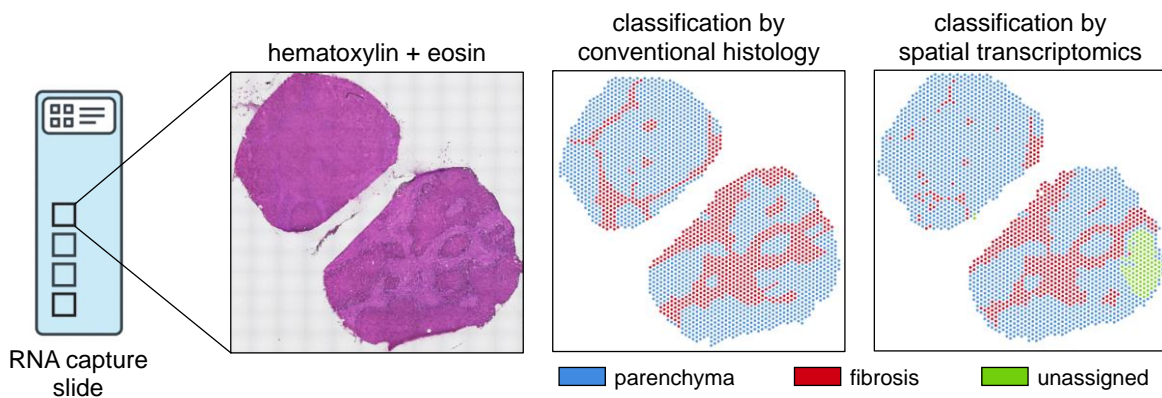 hematoxylin + eosin
classification by
conventional histology
classification by
spatial transcriptomics
RNA capture
slide
parenchyma
fibrosis
unassigned